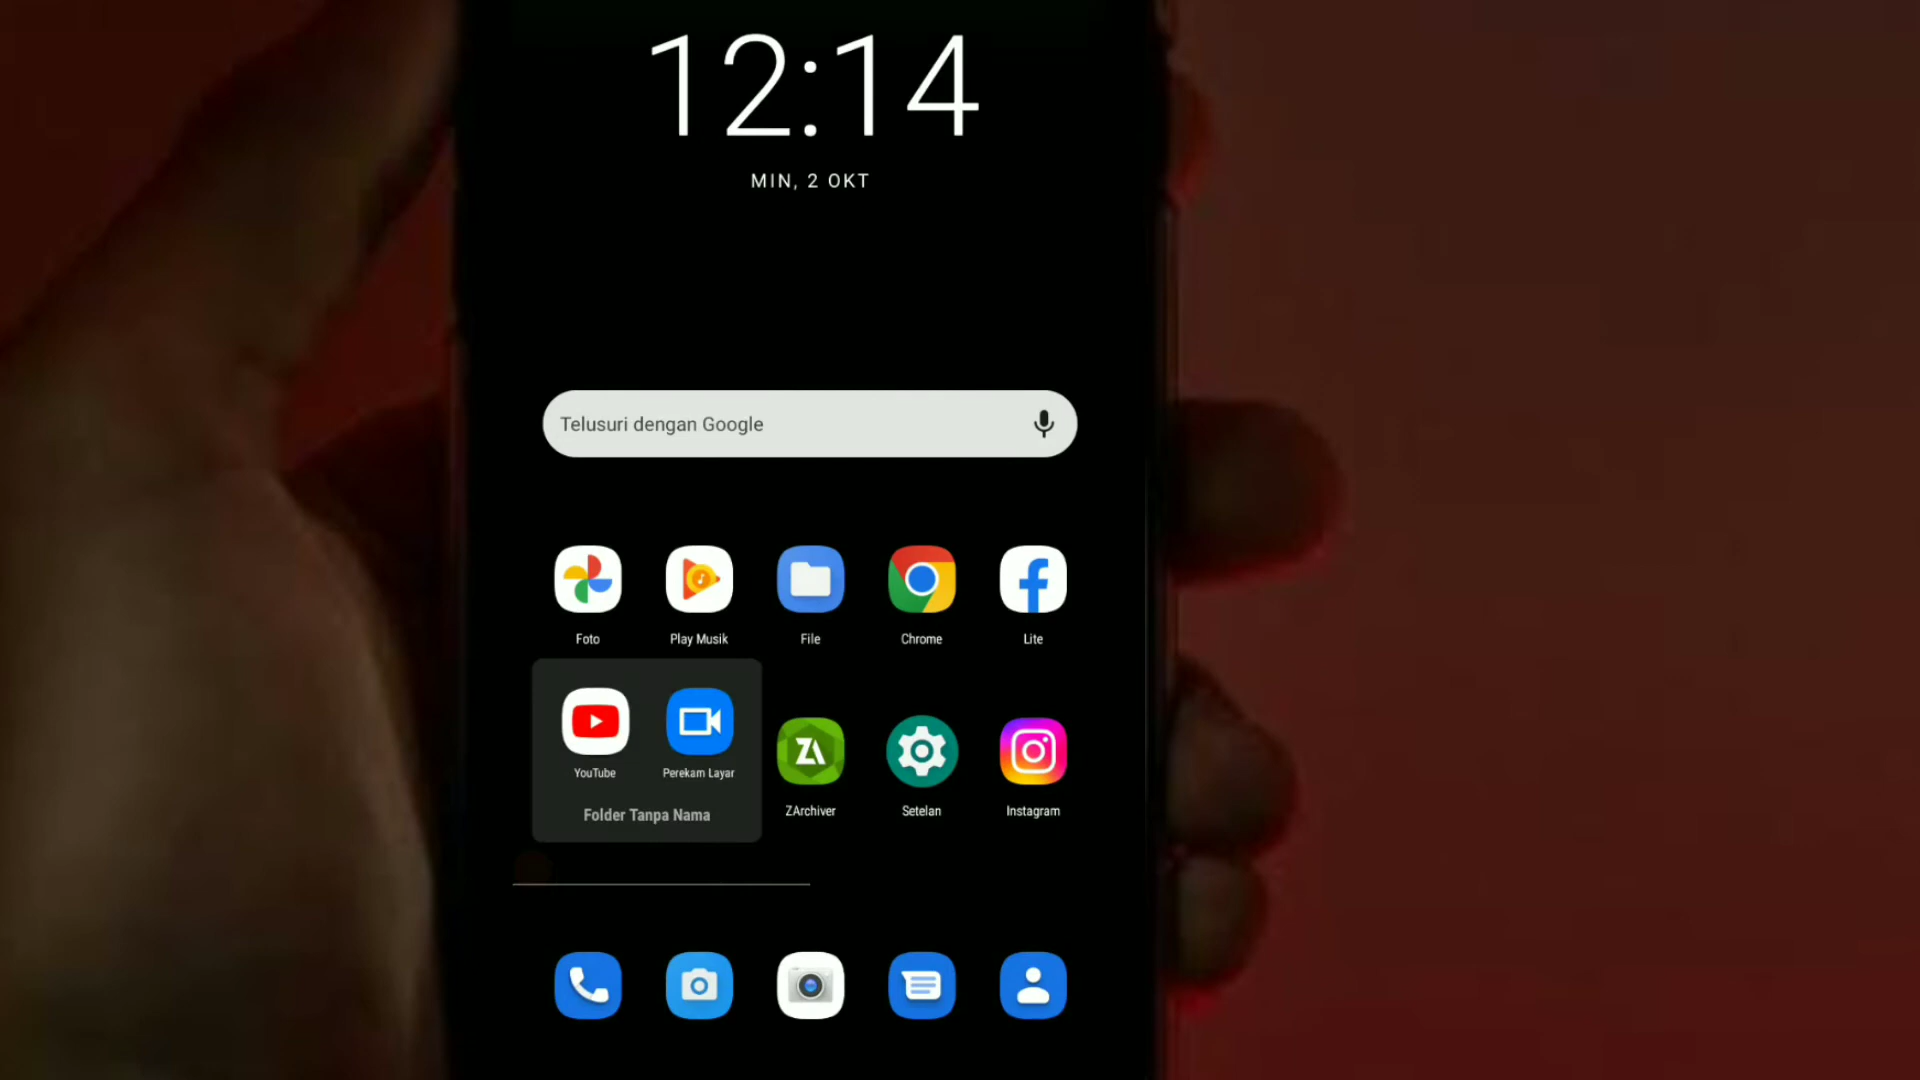 12:14
MIN, 2 OKT
Telusuri dengan Google
Foto
Play Musik
File
Chrome
Lite
YouTube
Perekam Layar
Folder Tanpa Nama
ZArchiver
Setelan
Instagram